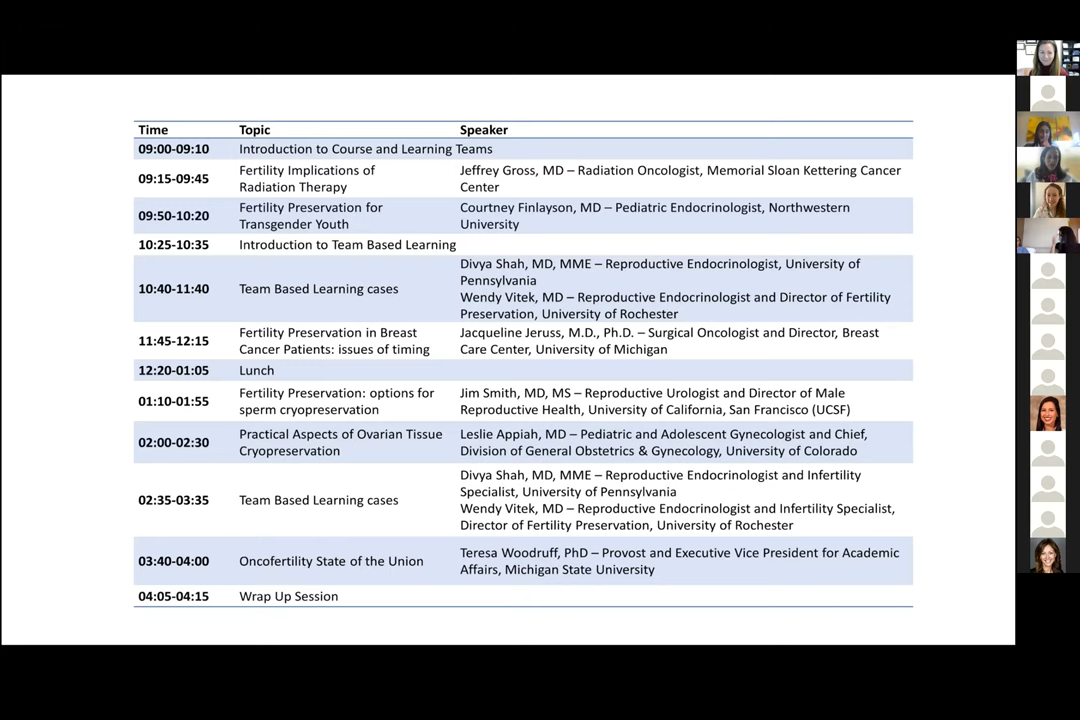 Time Topic Speaker
09:00-09:10 Introduction to Course and Learning Teams
09:15-09:45 Fertility Implications of Radiation Therapy Jeffrey Gross, MD – Radiation Oncologist, Memorial Sloan Kettering Cancer Center
09:50-10:20 Fertility Preservation for Transgender Youth Courtney Finlayson, MD – Pediatric Endocrinologist, Northwestern University
10:25-10:35 Introduction to Team Based Learning
10:40-11:40 Team Based Learning cases Divya Shah, MD, MME – Reproductive Endocrinologist, University of Pennsylvania
Wendy Vitek, MD – Reproductive Endocrinologist and Director of Fertility Preservation, University of Rochester
11:45-12:15 Fertility Preservation in Breast Cancer Patients: issues of timing Jacqueline Jeruss, M.D., Ph.D. – Surgical Oncologist and Director, Breast Care Center, University of Michigan
12:20-01:05 Lunch
01:10-01:55 Fertility Preservation: options for sperm cryopreservation Jim Smith, MD, MS – Reproductive Urologist and Director of Male Reproductive Health, University of California, San Francisco (UCSF)
02:00-02:30 Practical Aspects of Ovarian Tissue Cryopreservation Leslie Appiah, MD – Pediatric and Adolescent Gynecologist and Chief, Division of General Obstetrics & Gynecology, University of Colorado
02:35-03:35 Team Based Learning cases Divya Shah, MD, MME – Reproductive Endocrinologist and Infertility Specialist, University of Pennsylvania
Wendy Vitek, MD – Reproductive Endocrinologist and Infertility Specialist, Director of Fertility Preservation, University of Rochester
03:40-04:00 Oncofertility State of the Union Teresa Woodruff, PhD – Provost and Executive Vice President for Academic Affairs, Michigan State University
04:05-04:15 Wrap Up Session